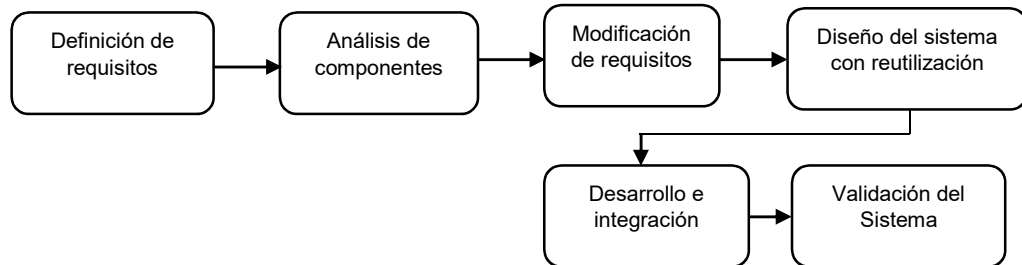 Definición de
requisitos
Análisis de
componentes
Modificación
de requisitos
Diseño del sistema
con reutilización
Desarrollo e
integración
Validación del
Sistema